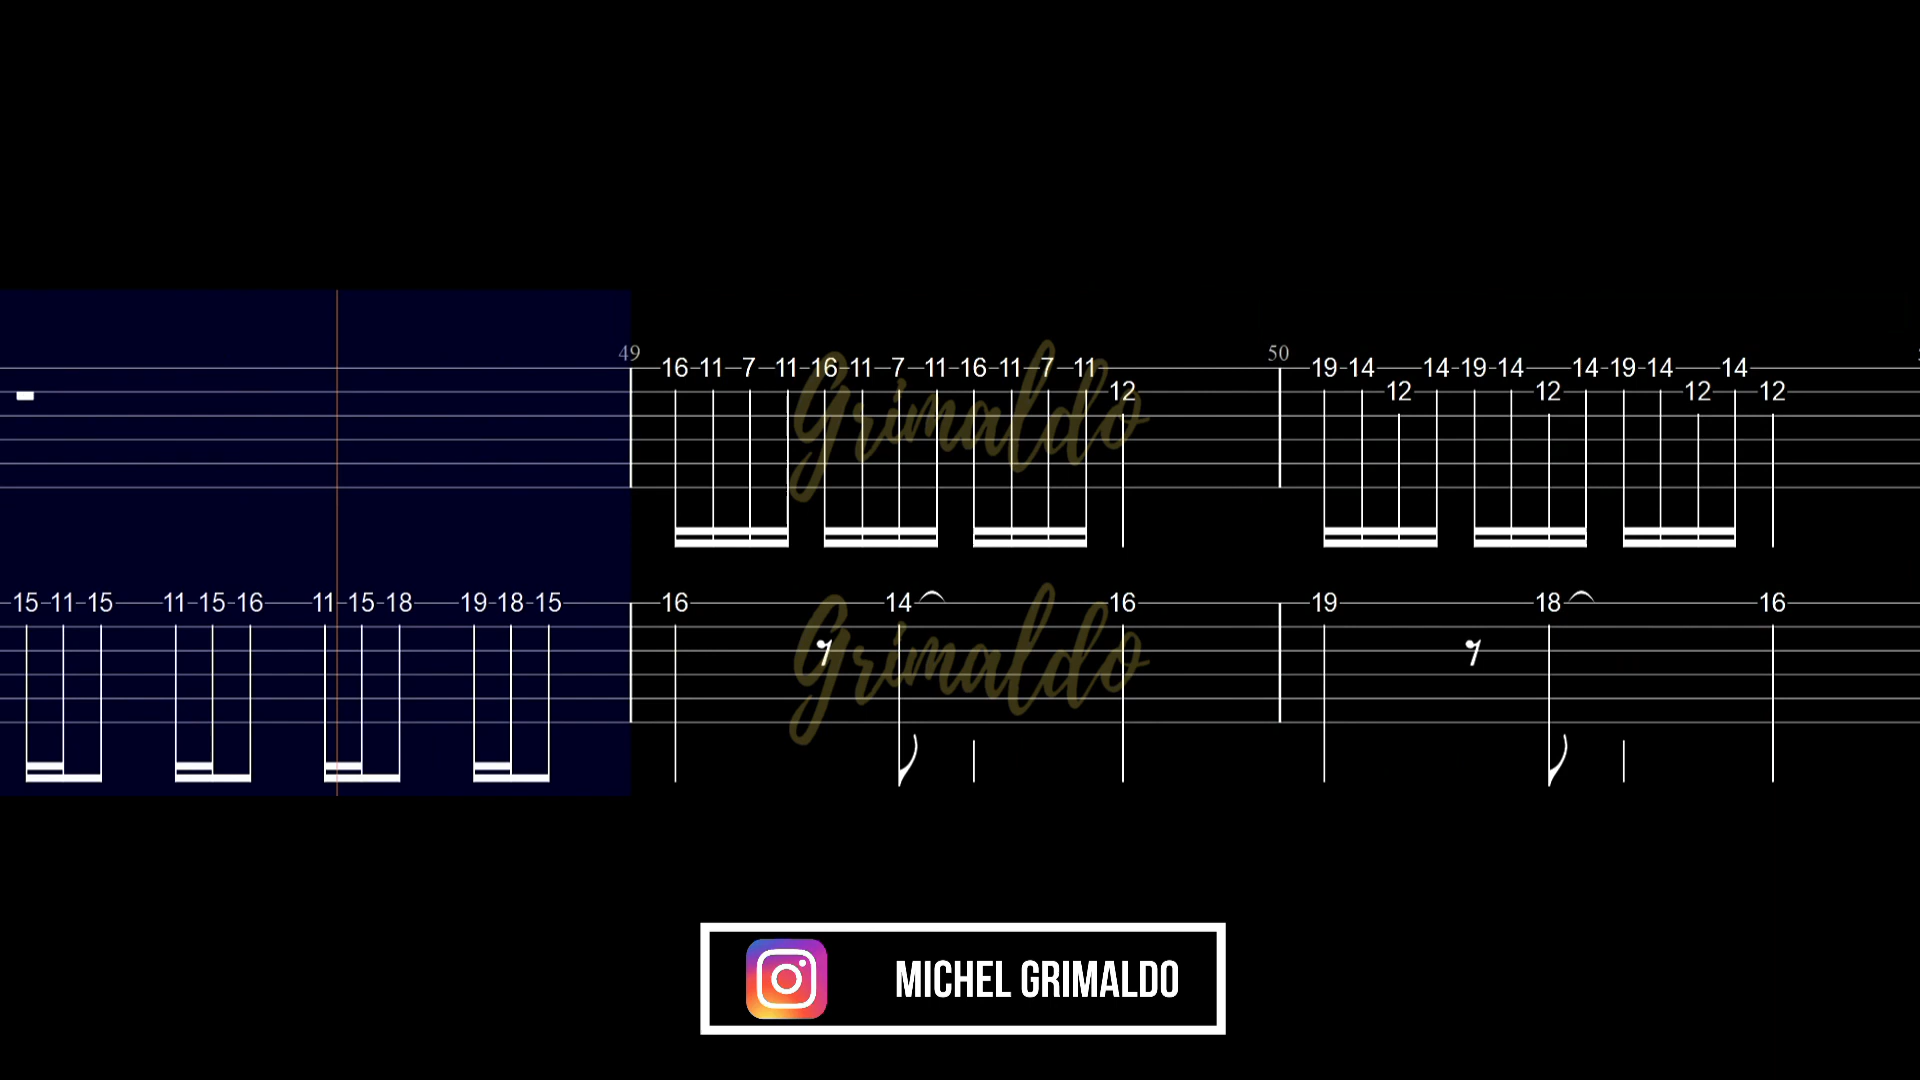 49
50
16 11 7 11 16 11 7 11 16 11 7 11
19 14 14 19 14 14 19 14 14
12
12 12 12 12
Grimaldo
15 11 15 11 15 16 11 15 18 19 18 15
16 14 16
19 18 16
Grimaldo
MICHEL GRIMALDO